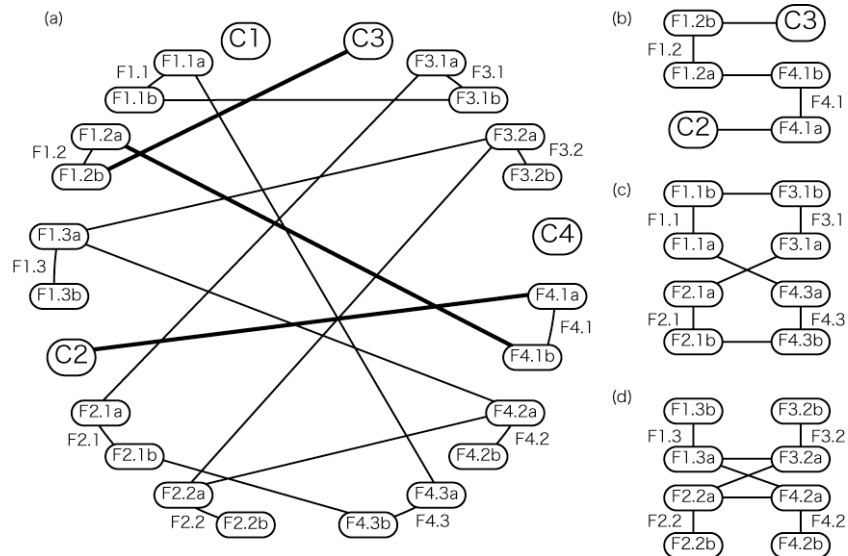 (a)
C1
C3
F1.1a
F1.1
F1.1b
F3.1a
F3.1
F3.1b
F1.2a
F1.2
F1.2b
F3.2a
F3.2
F3.2b
F1.3a
F1.3
F1.3b
C4
F4.1a
F4.1
F4.1b
C2
F2.1a
F2.1
F2.1b
F4.2a
F4.2
F4.2b
F2.2a
F2.2
F2.2b
F4.3a
F4.3b
F4.3
(b)
F1.2b
C3
F1.2
F1.2a
F4.1b
F4.1
C2
F4.1a
(c)
F1.1b
F3.1b
F1.1
F3.1
F1.1a
F3.1a
F2.1a
F4.3a
F2.1
F4.3
F2.1b
F4.3b
(d)
F1.3b
F3.2b
F1.3
F3.2
F1.3a
F3.2a
F2.2a
F4.2a
F2.2
F4.2
F2.2b
F4.2b